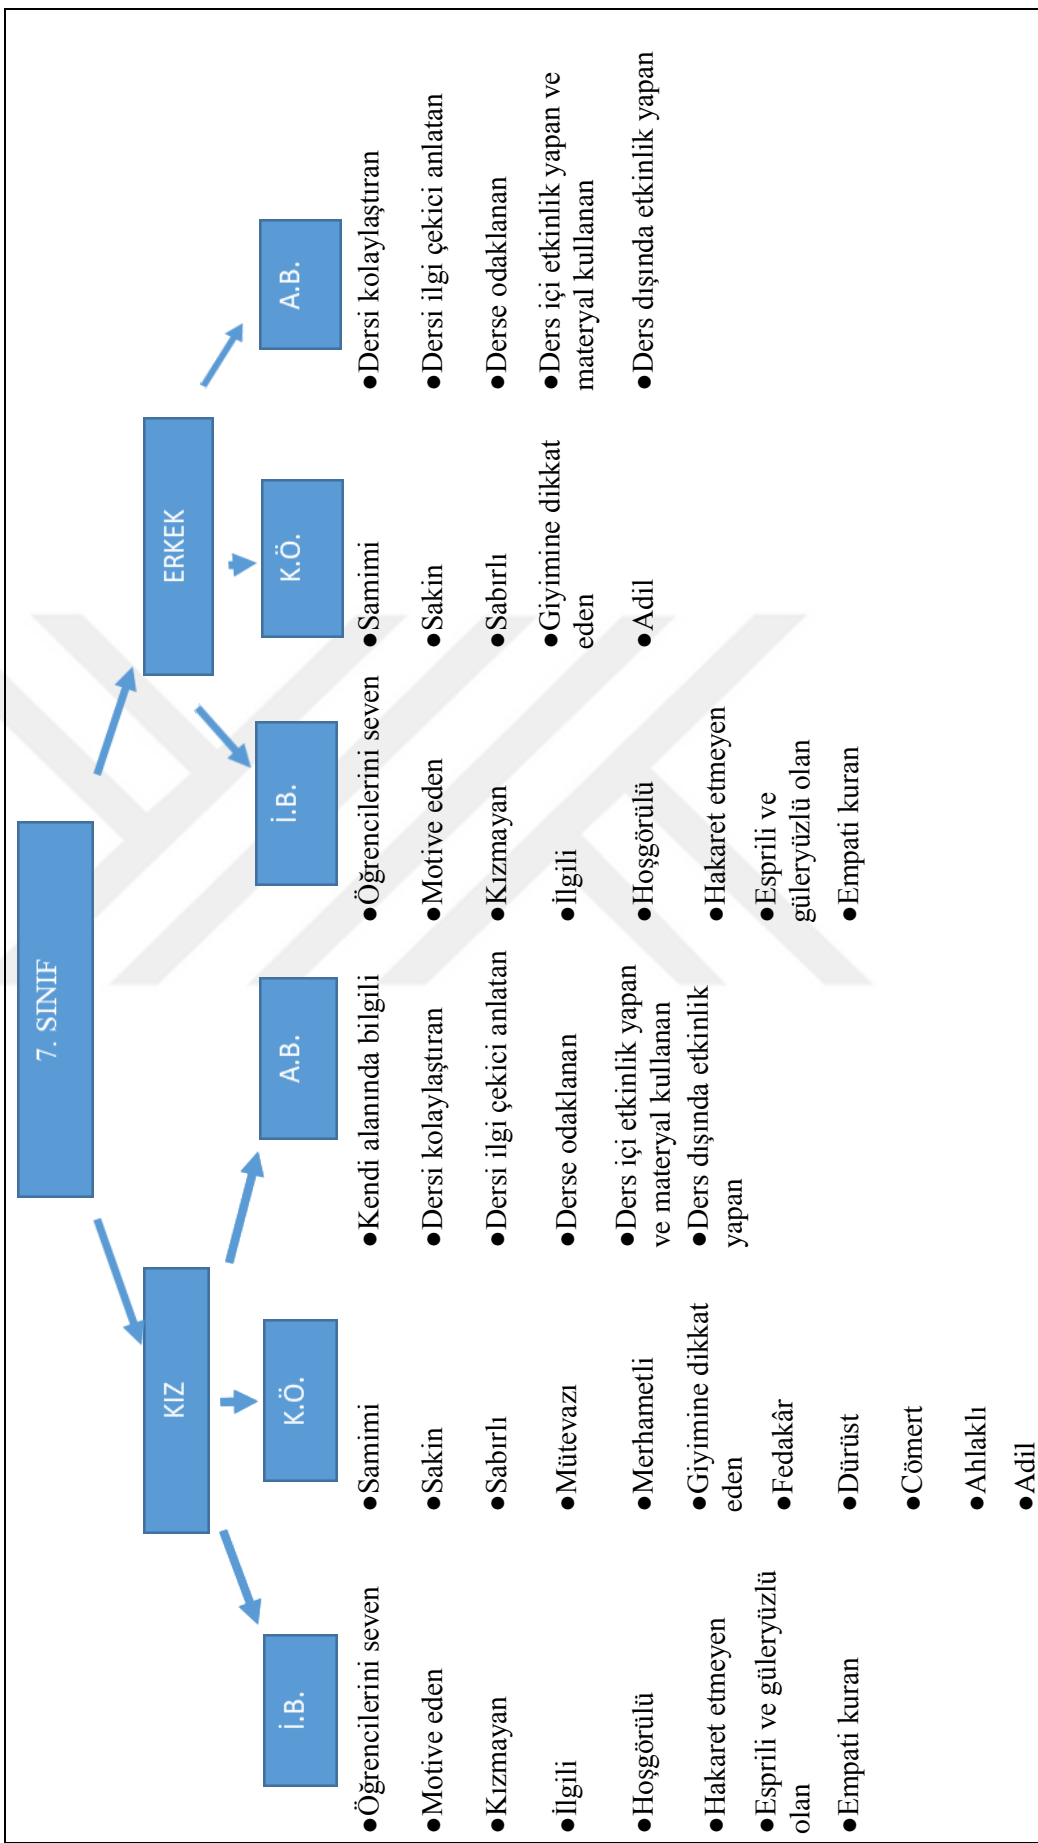 7. SINIF
KIZ
ERKEK
İ.B.
K.Ö.
A.B.
İ.B.
K.Ö.
A.B.
●Öğrencilerini seven
●Motive eden
●Kızmayan
●İlgili
●Hoşgörülü
●Hakaret etmeyen
●Esprili ve güleryüzlü
olan
●Empati kuran
●Samimi
●Sakin
●Sabırlı
●Mütevazı
●Merhametli
●Giyimine dikkat
eden
●Fedakâr
●Dürüst
●Cömert
●Ahlaklı
●Adil
●Kendi alanında bilgili
●Dersi kolaylaştıran
●Dersi ilgi çekici anlatan
●Derse odaklanan
●Ders içi etkinlik yapan
ve materyal kullanan
●Ders dışında etkinlik
yapan
●Öğrencilerini seven
●Motive eden
●Kızmayan
●İlgili
●Hoşgörülü
●Hakaret etmeyen
●Esprili ve
güleryüzlü olan
●Empati kuran
●Samimi
●Sakin
●Sabırlı
●Giyimine dikkat
eden
●Adil
●Dersi kolaylaştıran
●Dersi ilgi çekici anlatan
●Derse odaklanan
●Ders içi etkinlik yapan ve
materyal kullanan
●Ders dışında etkinlik yapan